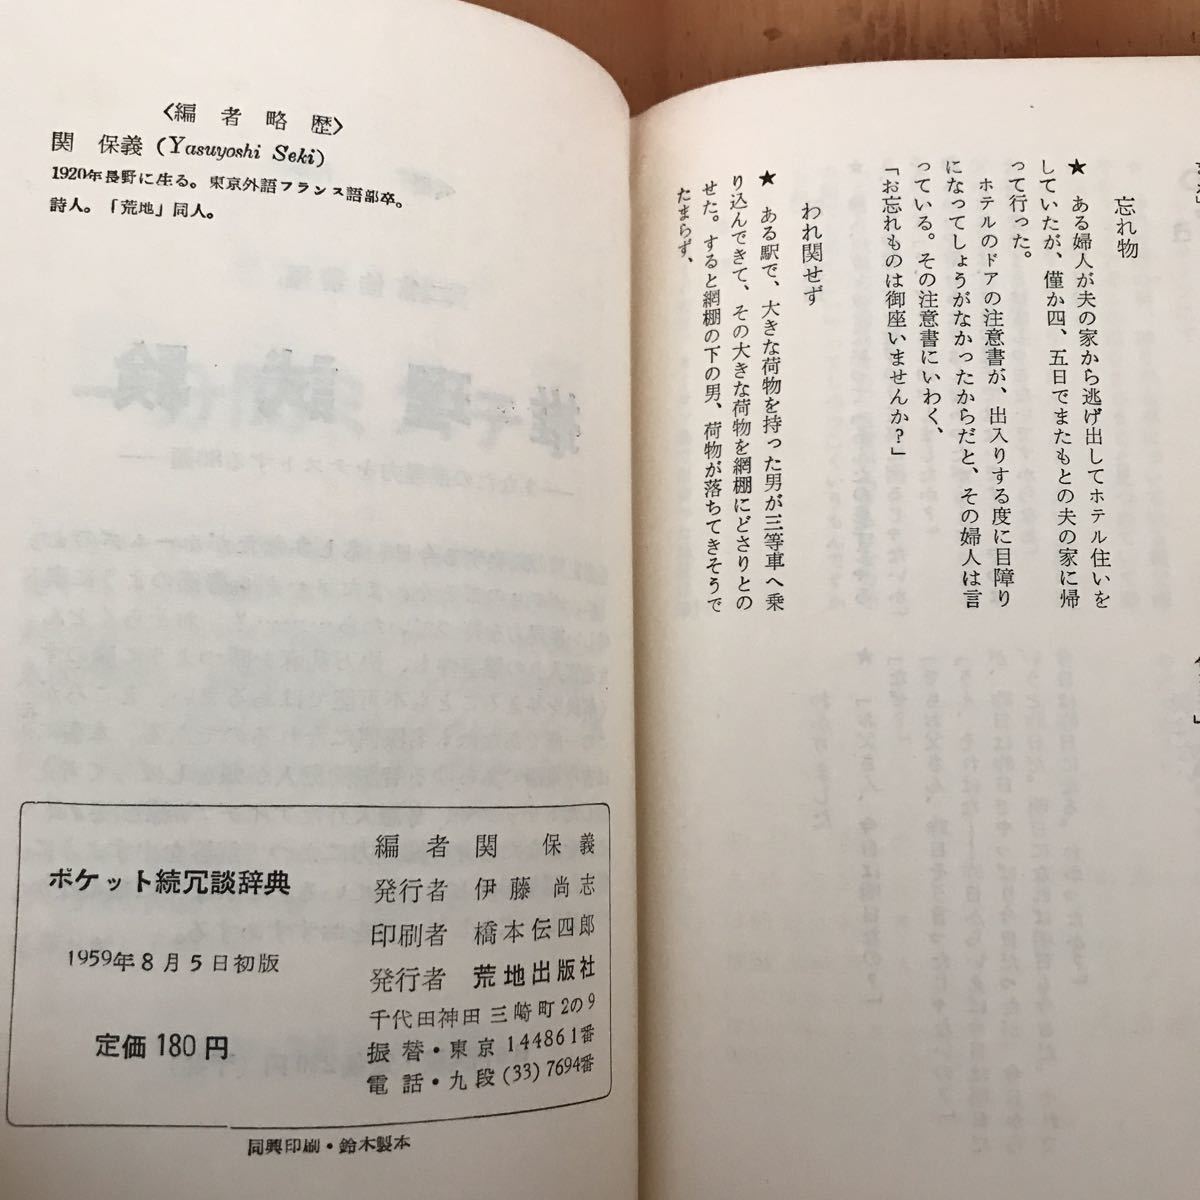 忘れ物
★　ある婦人が夫の家から逃げ出してホテル住いを
していたが、僅か四、五日でまたもとの夫の家に帰
って行った。
ホテルのドアの注意書が、出入りする度に目障り
になってしょうがなかったからだと、その婦人は言
っている。その注意書にいわく、
「お忘れものは御座いませんか？」
われ関せず
★　ある駅で、大きな荷物を持った男が三等車へ乗
り込んできて、その大きな荷物を網棚にどさりとの
せた。すると網棚の下の男、荷物が落ちてきそうで
たまらず、
〈編者略歴〉
関　保義 (Yasuyoshi Seki)
1920年長野に生る。東京外語フランス語部卒。
詩人。「荒地」同人。
ポケット続冗談辞典
1959年8月5日初版
定価 180円
編者　関　保義
発行者　伊藤尚志
印刷者　橋本伝四郎
発行者　荒地出版社
千代田神田三崎町2の9
振替・東京 144861番
電話・九段 (33) 7694番
同興印刷・鈴木製本